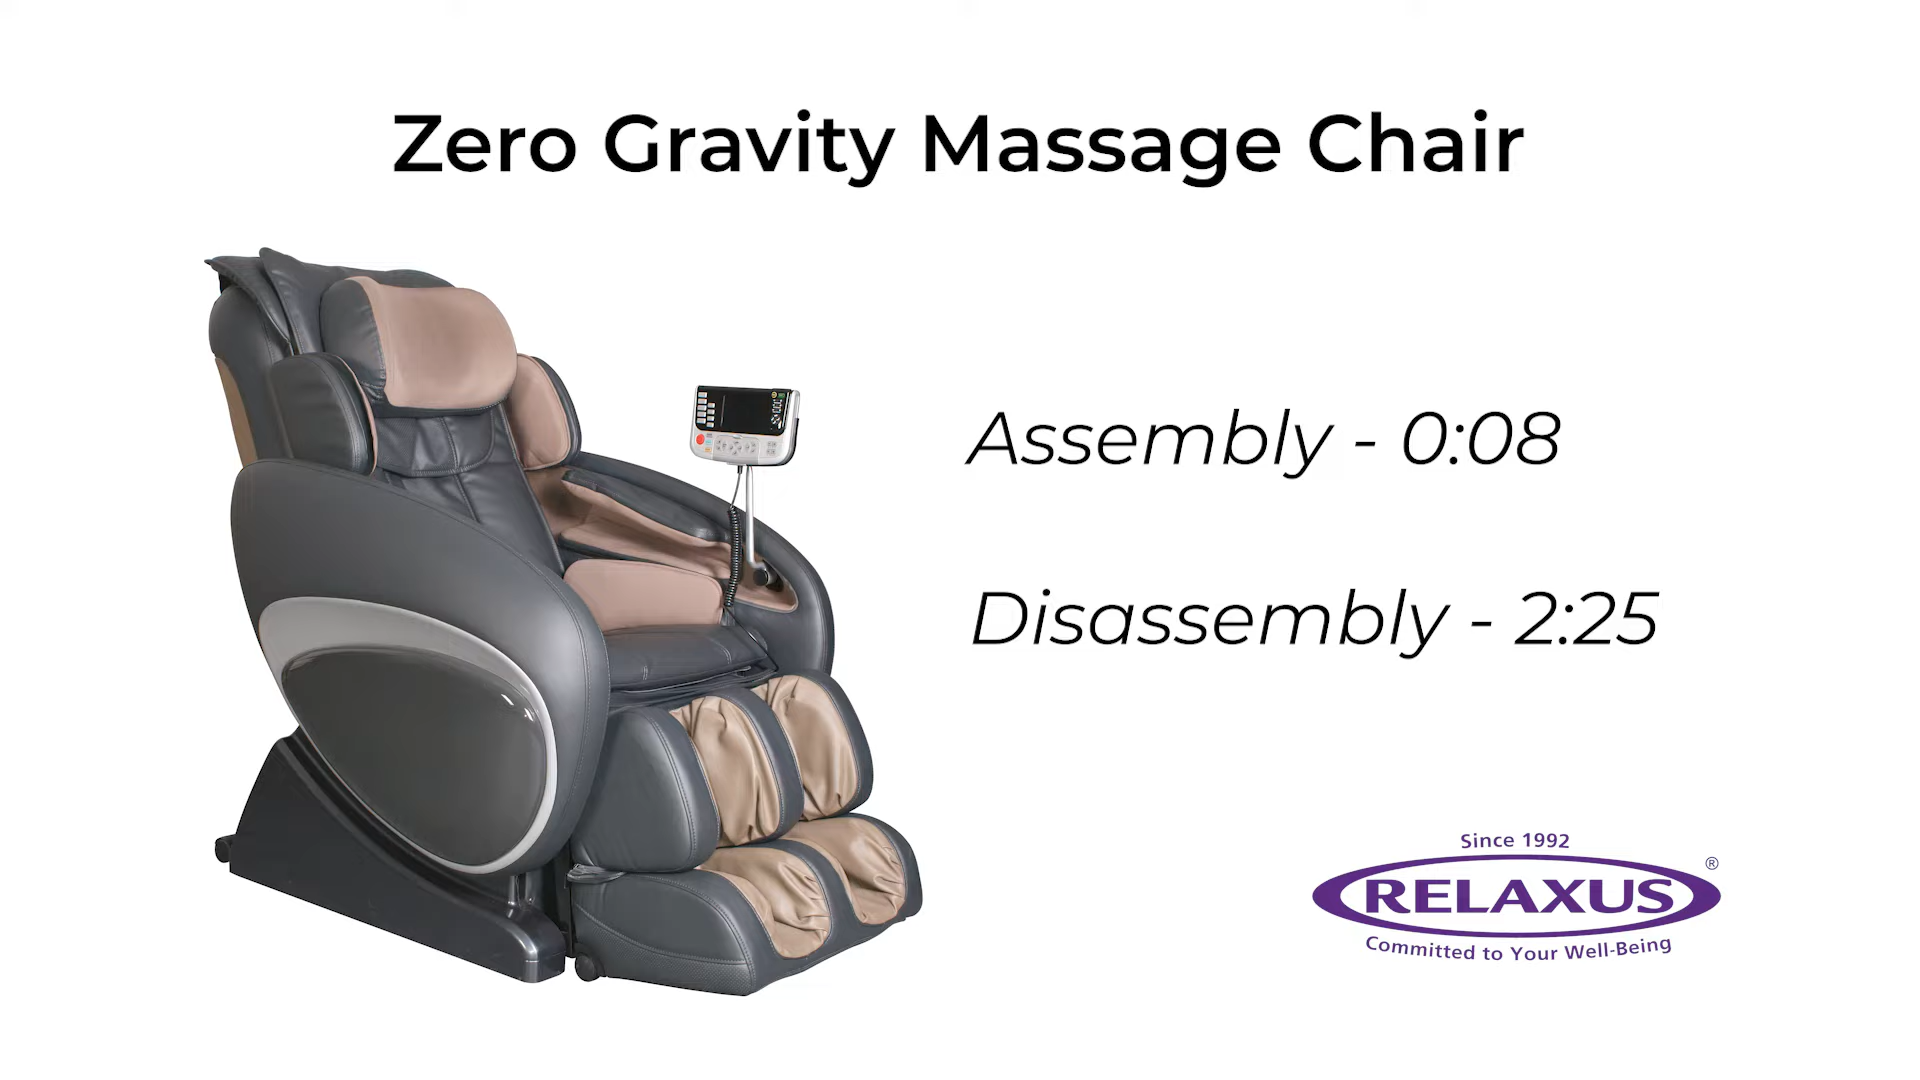 Zero Gravity Massage Chair
Assembly - 0:08
Disassembly - 2:25
Since 1992
RELAXUS®
Committed to Your Well-Being